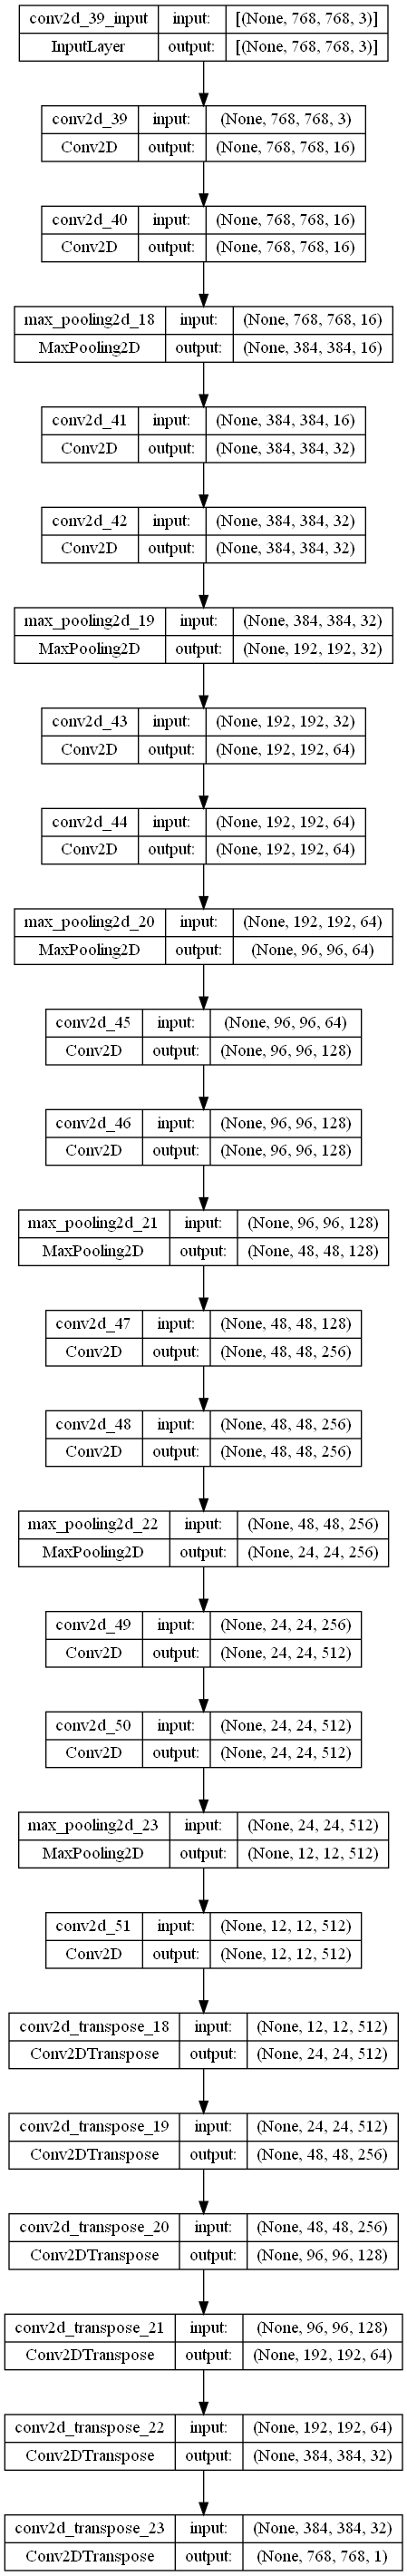 conv2d_39_input input: [(None, 768, 768, 3)]
InputLayer output: [(None, 768, 768, 3)]
conv2d_39 input: (None, 768, 768, 3)
Conv2D output: (None, 768, 768, 16)
conv2d_40 input: (None, 768, 768, 16)
Conv2D output: (None, 768, 768, 16)
max_pooling2d_18 input: (None, 768, 768, 16)
MaxPooling2D output: (None, 384, 384, 16)
conv2d_41 input: (None, 384, 384, 16)
Conv2D output: (None, 384, 384, 32)
conv2d_42 input: (None, 384, 384, 32)
Conv2D output: (None, 384, 384, 32)
max_pooling2d_19 input: (None, 384, 384, 32)
MaxPooling2D output: (None, 192, 192, 32)
conv2d_43 input: (None, 192, 192, 32)
Conv2D output: (None, 192, 192, 64)
conv2d_44 input: (None, 192, 192, 64)
Conv2D output: (None, 192, 192, 64)
max_pooling2d_20 input: (None, 192, 192, 64)
MaxPooling2D output: (None, 96, 96, 64)
conv2d_45 input: (None, 96, 96, 64)
Conv2D output: (None, 96, 96, 128)
conv2d_46 input: (None, 96, 96, 128)
Conv2D output: (None, 96, 96, 128)
max_pooling2d_21 input: (None, 96, 96, 128)
MaxPooling2D output: (None, 48, 48, 128)
conv2d_47 input: (None, 48, 48, 128)
Conv2D output: (None, 48, 48, 256)
conv2d_48 input: (None, 48, 48, 256)
Conv2D output: (None, 48, 48, 256)
max_pooling2d_22 input: (None, 48, 48, 256)
MaxPooling2D output: (None, 24, 24, 256)
conv2d_49 input: (None, 24, 24, 256)
Conv2D output: (None, 24, 24, 512)
conv2d_50 input: (None, 24, 24, 512)
Conv2D output: (None, 24, 24, 512)
max_pooling2d_23 input: (None, 24, 24, 512)
MaxPooling2D output: (None, 12, 12, 512)
conv2d_51 input: (None, 12, 12, 512)
Conv2D output: (None, 12, 12, 512)
conv2d_transpose_18 input: (None, 12, 12, 512)
Conv2DTranspose output: (None, 24, 24, 512)
conv2d_transpose_19 input: (None, 24, 24, 512)
Conv2DTranspose output: (None, 48, 48, 256)
conv2d_transpose_20 input: (None, 48, 48, 256)
Conv2DTranspose output: (None, 96, 96, 128)
conv2d_transpose_21 input: (None, 96, 96, 128)
Conv2DTranspose output: (None, 192, 192, 64)
conv2d_transpose_22 input: (None, 192, 192, 64)
Conv2DTranspose output: (None, 384, 384, 32)
conv2d_transpose_23 input: (None, 384, 384, 32)
Conv2DTranspose output: (None, 768, 768, 1)